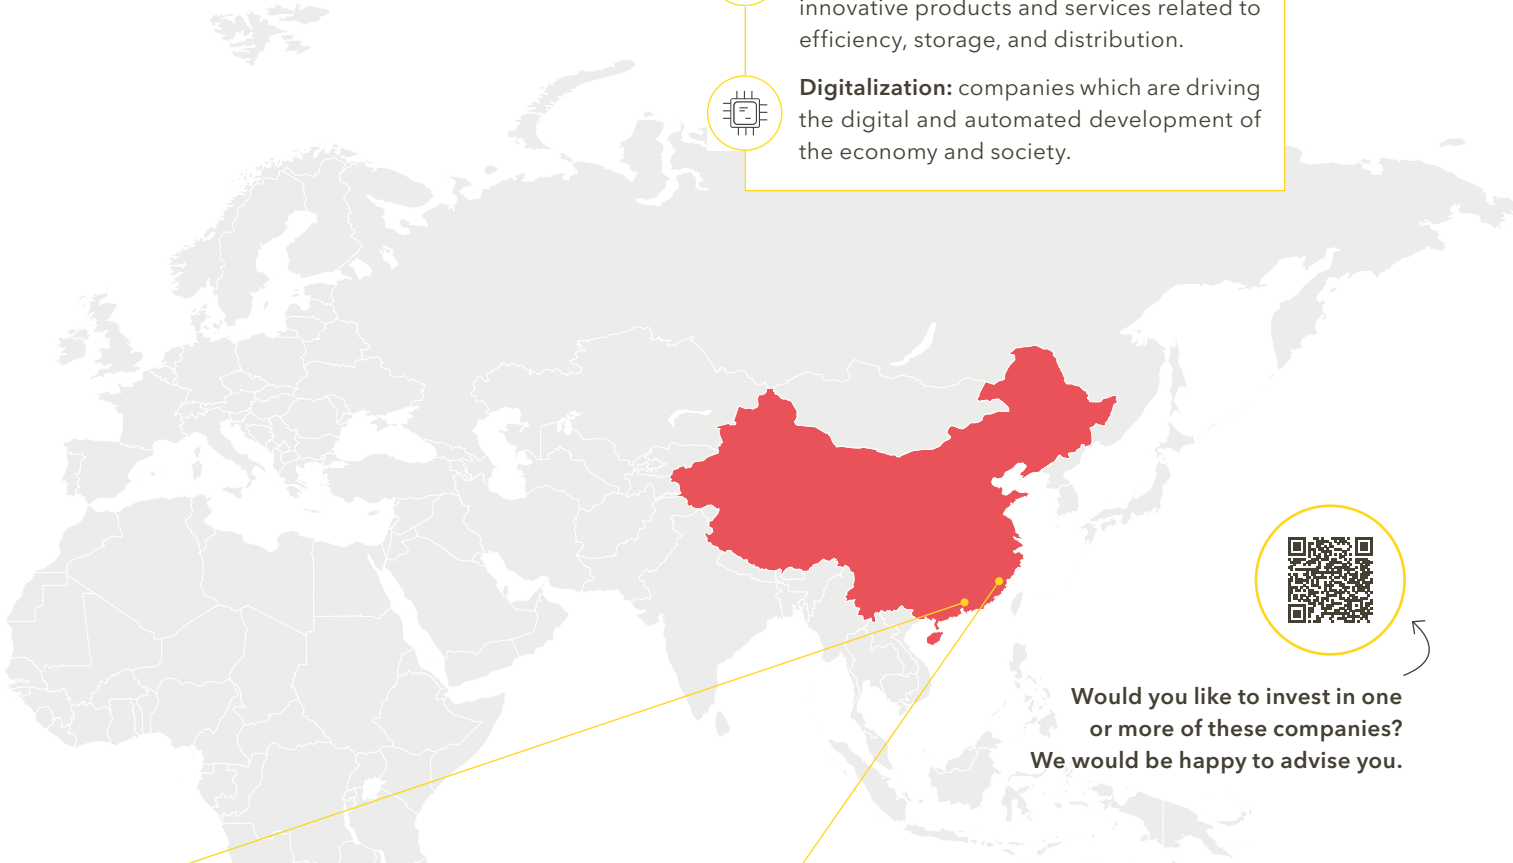 innovative products and services related to
efficiency, storage, and distribution.
Digitalization: companies which are driving
the digital and automated development of
the economy and society.
Would you like to invest in one
or more of these companies?
We would be happy to advise you.